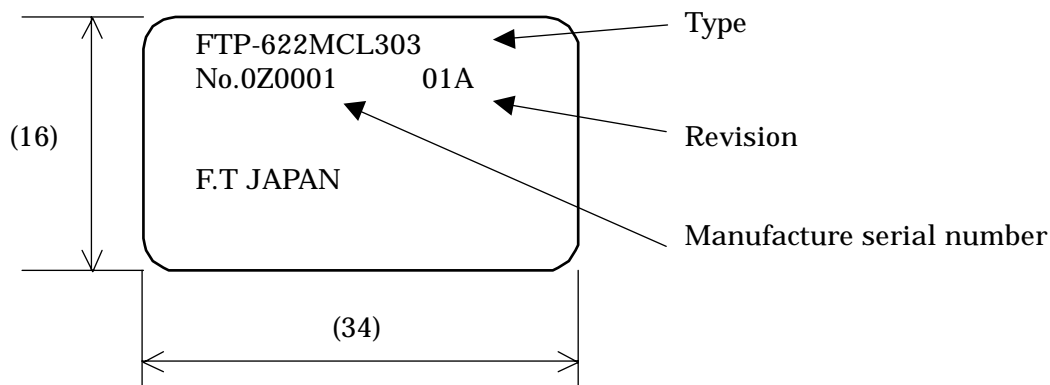 Type
FTP-622MCL303
No.0Z0001 01A
(16)
Revision
F.T JAPAN
Manufacture serial number
(34)